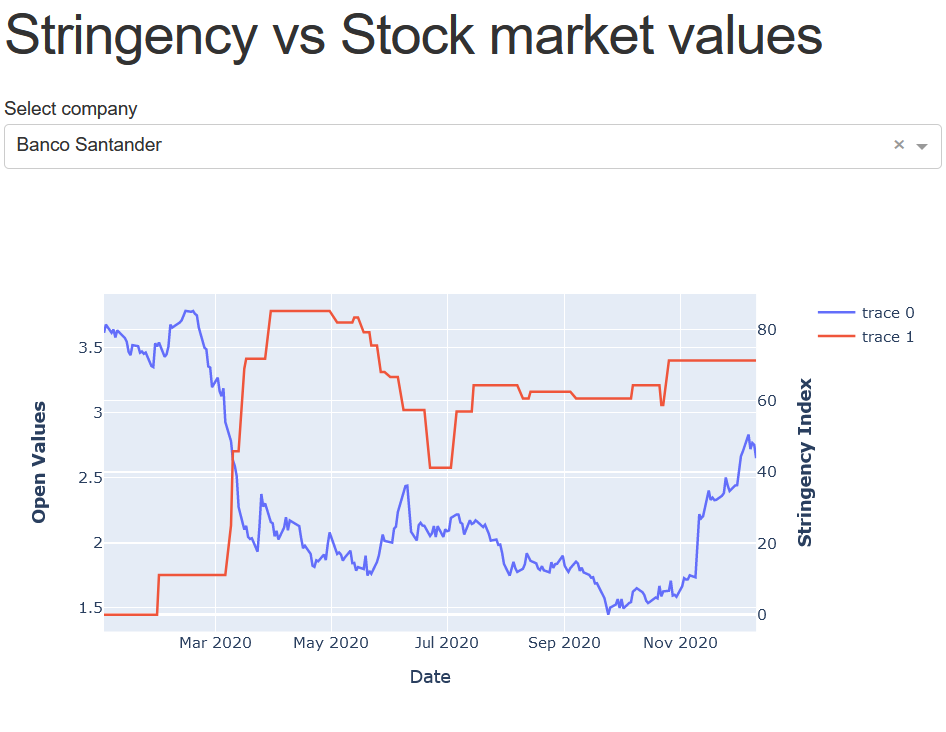 Stringency vs Stock market values
Select company
Banco Santander
×
trace 0
trace 1
3.5
3
2.5
2
1.5
Open Values
80
60
40
20
0
Stringency Index
Mar 2020
May 2020
Jul 2020
Sep 2020
Nov 2020
Date